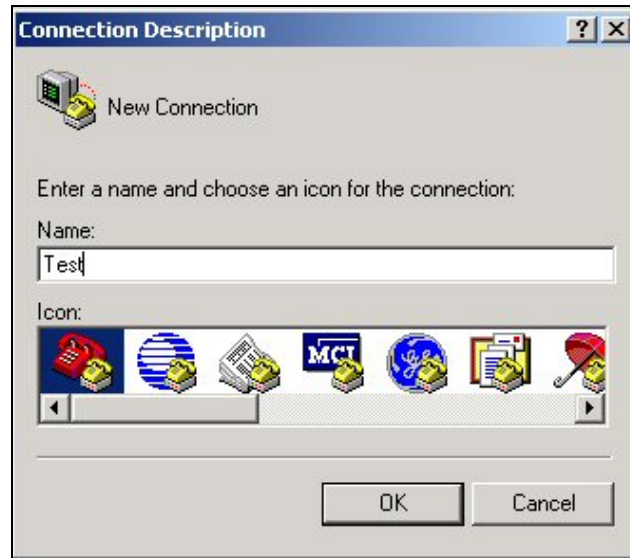 Connection Description
New Connection
Enter a name and choose an icon for the connection:
Name:
Test
Icon:
MCI
OK Cancel